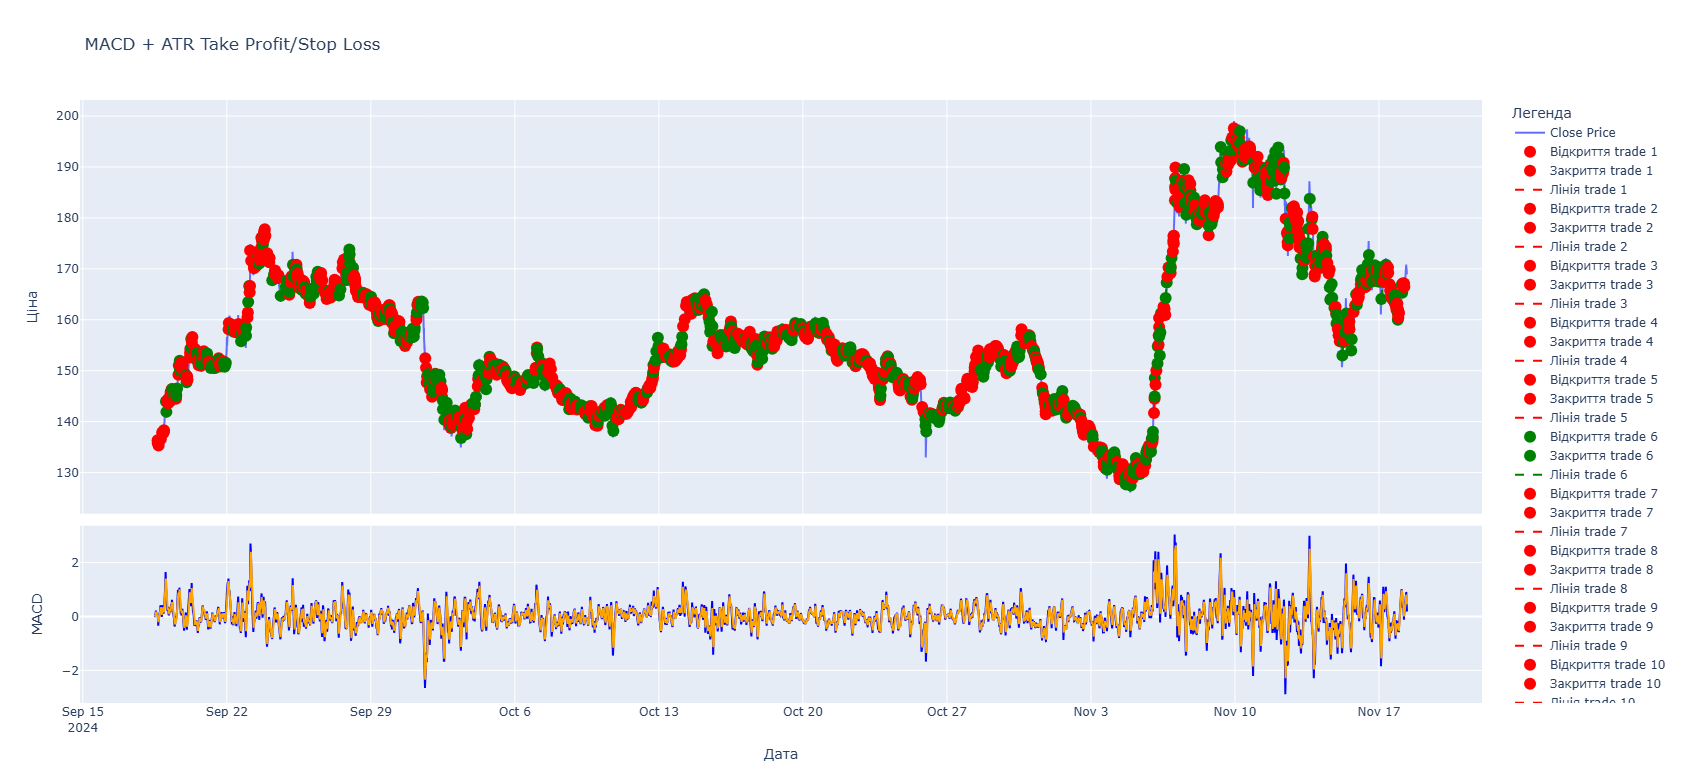 MACD + ATR Take Profit/Stop Loss
Ціна
200
190
180
170
160
150
140
130
MACD
2
0
−2
Sep 15
2024
Sep 22
Sep 29
Oct 6
Oct 13
Oct 20
Oct 27
Nov 3
Nov 10
Nov 17
Дата
Легенда
Close Price
Відкриття trade 1
Закриття trade 1
Лінія trade 1
Відкриття trade 2
Закриття trade 2
Лінія trade 2
Відкриття trade 3
Закриття trade 3
Лінія trade 3
Відкриття trade 4
Закриття trade 4
Лінія trade 4
Відкриття trade 5
Закриття trade 5
Лінія trade 5
Відкриття trade 6
Закриття trade 6
Лінія trade 6
Відкриття trade 7
Закриття trade 7
Лінія trade 7
Відкриття trade 8
Закриття trade 8
Лінія trade 8
Відкриття trade 9
Закриття trade 9
Лінія trade 9
Відкриття trade 10
Закриття trade 10
Лінія trade 10